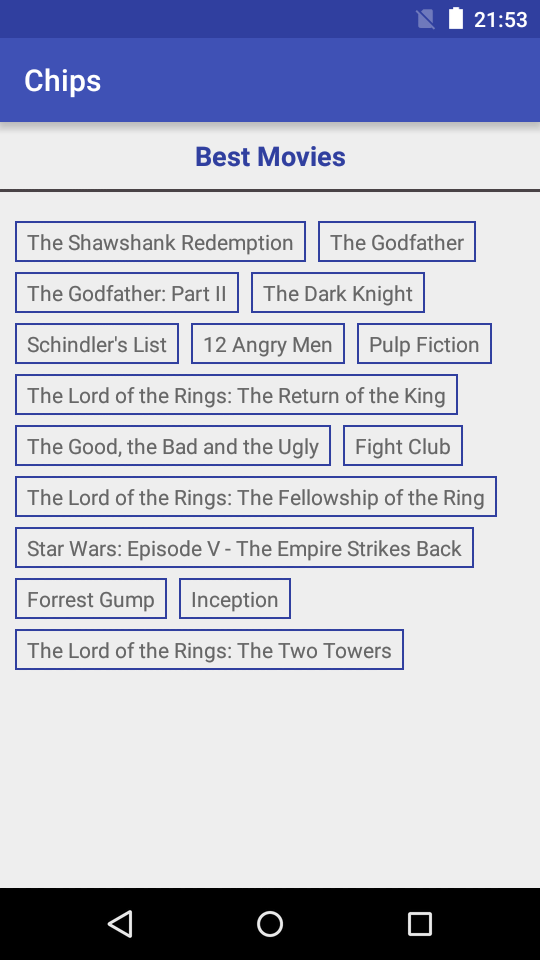 21:53
Chips
Best Movies
The Shawshank Redemption The Godfather
The Godfather: Part II The Dark Knight
Schindler's List 12 Angry Men Pulp Fiction
The Lord of the Rings: The Return of the King
The Good, the Bad and the Ugly Fight Club
The Lord of the Rings: The Fellowship of the Ring
Star Wars: Episode V - The Empire Strikes Back
Forrest Gump Inception
The Lord of the Rings: The Two Towers